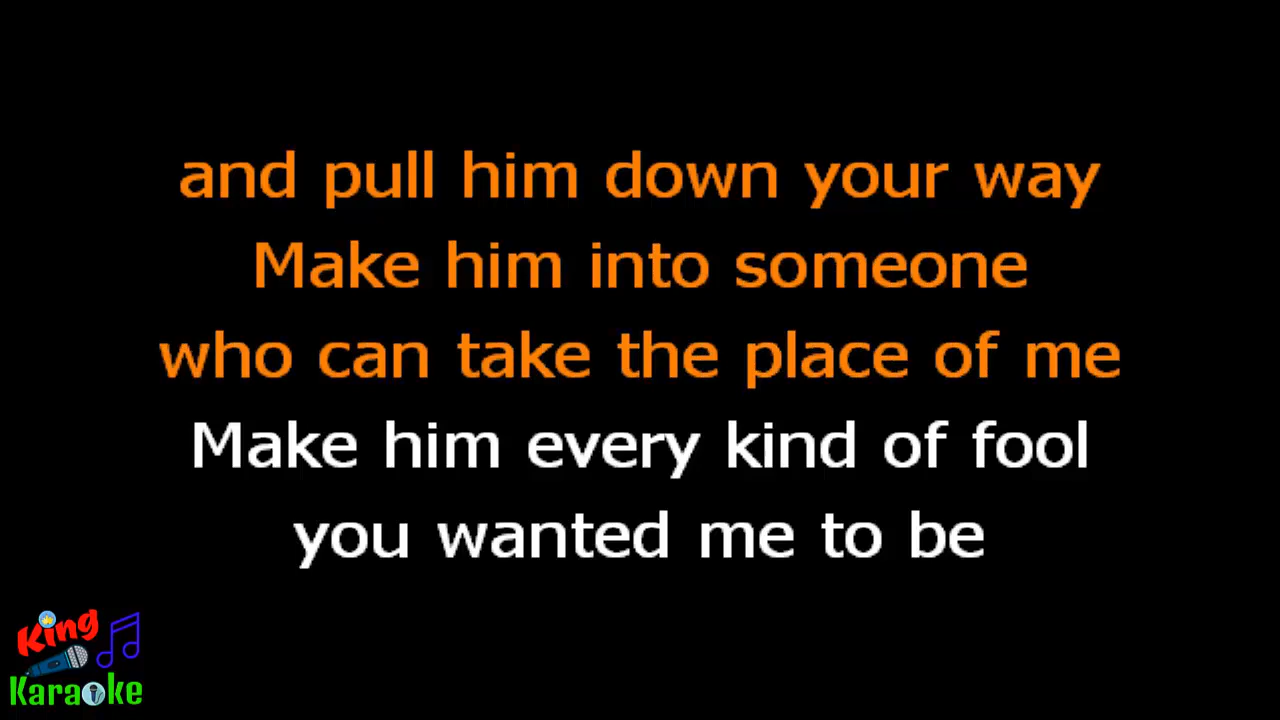 and pull him down your way
Make him into someone
who can take the place of me
Make him every kind of fool
you wanted me to be
King
Karaoke